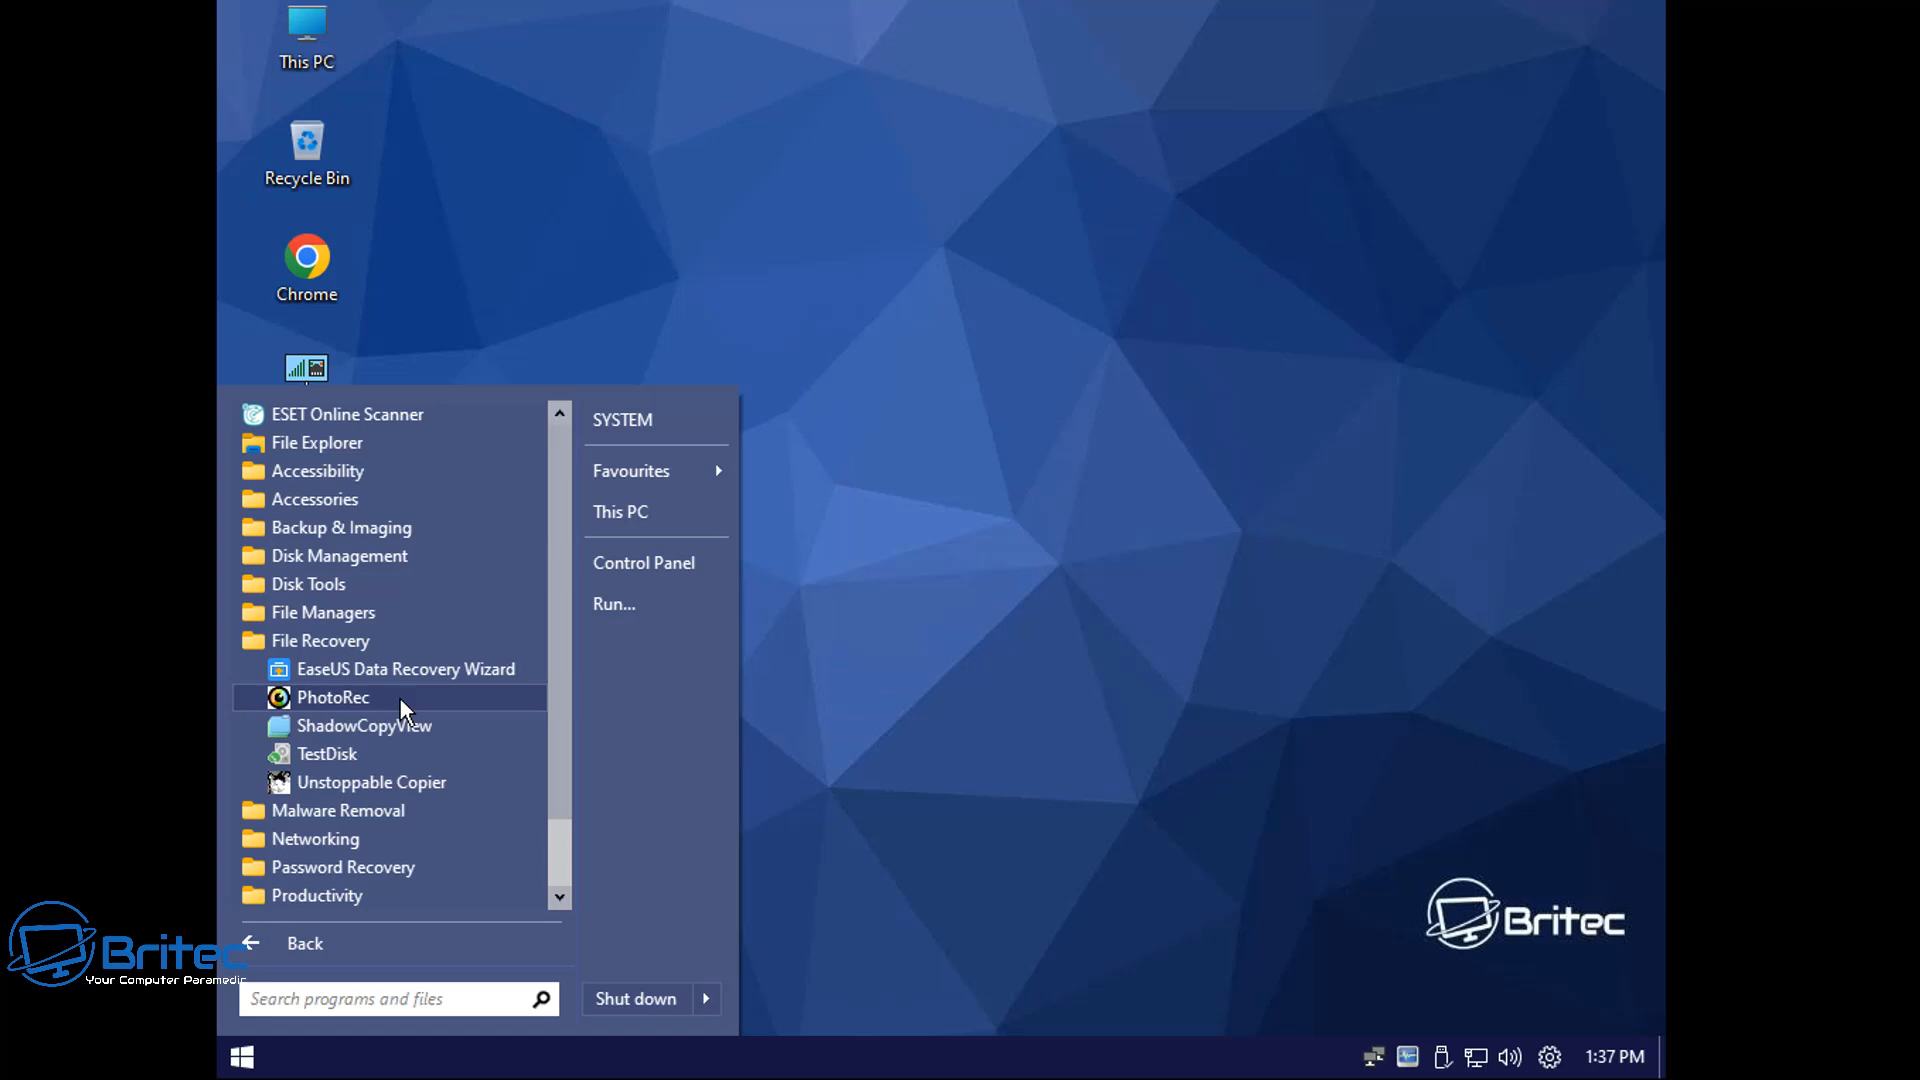 This PC
Recycle Bin
Chrome
ESET Online Scanner
File Explorer
Accessibility
Accessories
Backup & Imaging
Disk Management
Disk Tools
File Managers
File Recovery
EaseUS Data Recovery Wizard
PhotoRec
ShadowCopyView
TestDisk
Unstoppable Copier
Malware Removal
Networking
Password Recovery
Productivity
Back
Search programs and files
SYSTEM
Favourites
This PC
Control Panel
Run...
Shut down
Britec
Britec
Your Computer Paramedic
1:37 PM